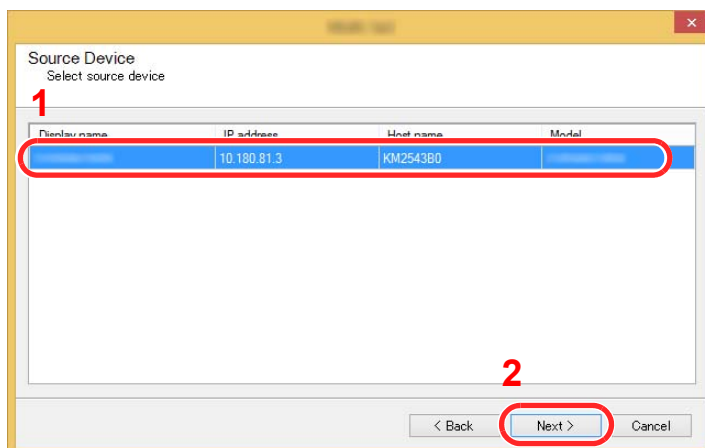 Source Device
Select source device
1
Display name IP address Host name Model
10.180.81.3 KM2543B0
2
< Back Next > Cancel